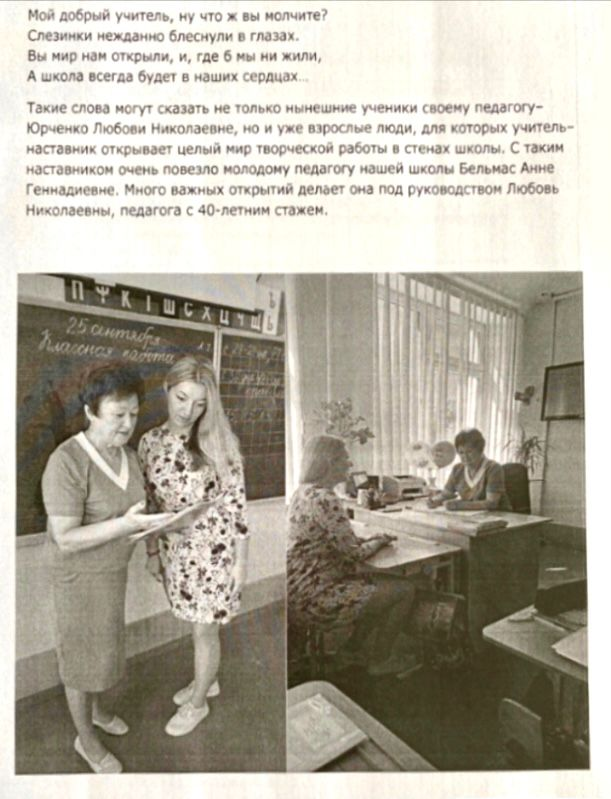 Мой добрый учитель, ну что ж вы молчите?
Слезинки нежданно блеснули в глазах.
Вы мир нам открыли, и, где б мы ни жили,
А школа всегда будет в наших сердцах...
Такие слова могут сказать не только нынешние ученики своему педагогу–
Юрченко Любови Николаевне, но и уже взрослые люди, для которых учитель–
наставник открывает целый мир творческой работы в стенах школы. С таким
наставником очень повезло молодому педагогу нашей школы Бельмас Анне
Геннадиевне. Много важных открытий делает она под руководством Любовь
Николаевны, педагога с 40-летним стажем.
П Ф К І Ш С Х Ц Ч Щ Ъ Ь
25 сентября
Классная работа